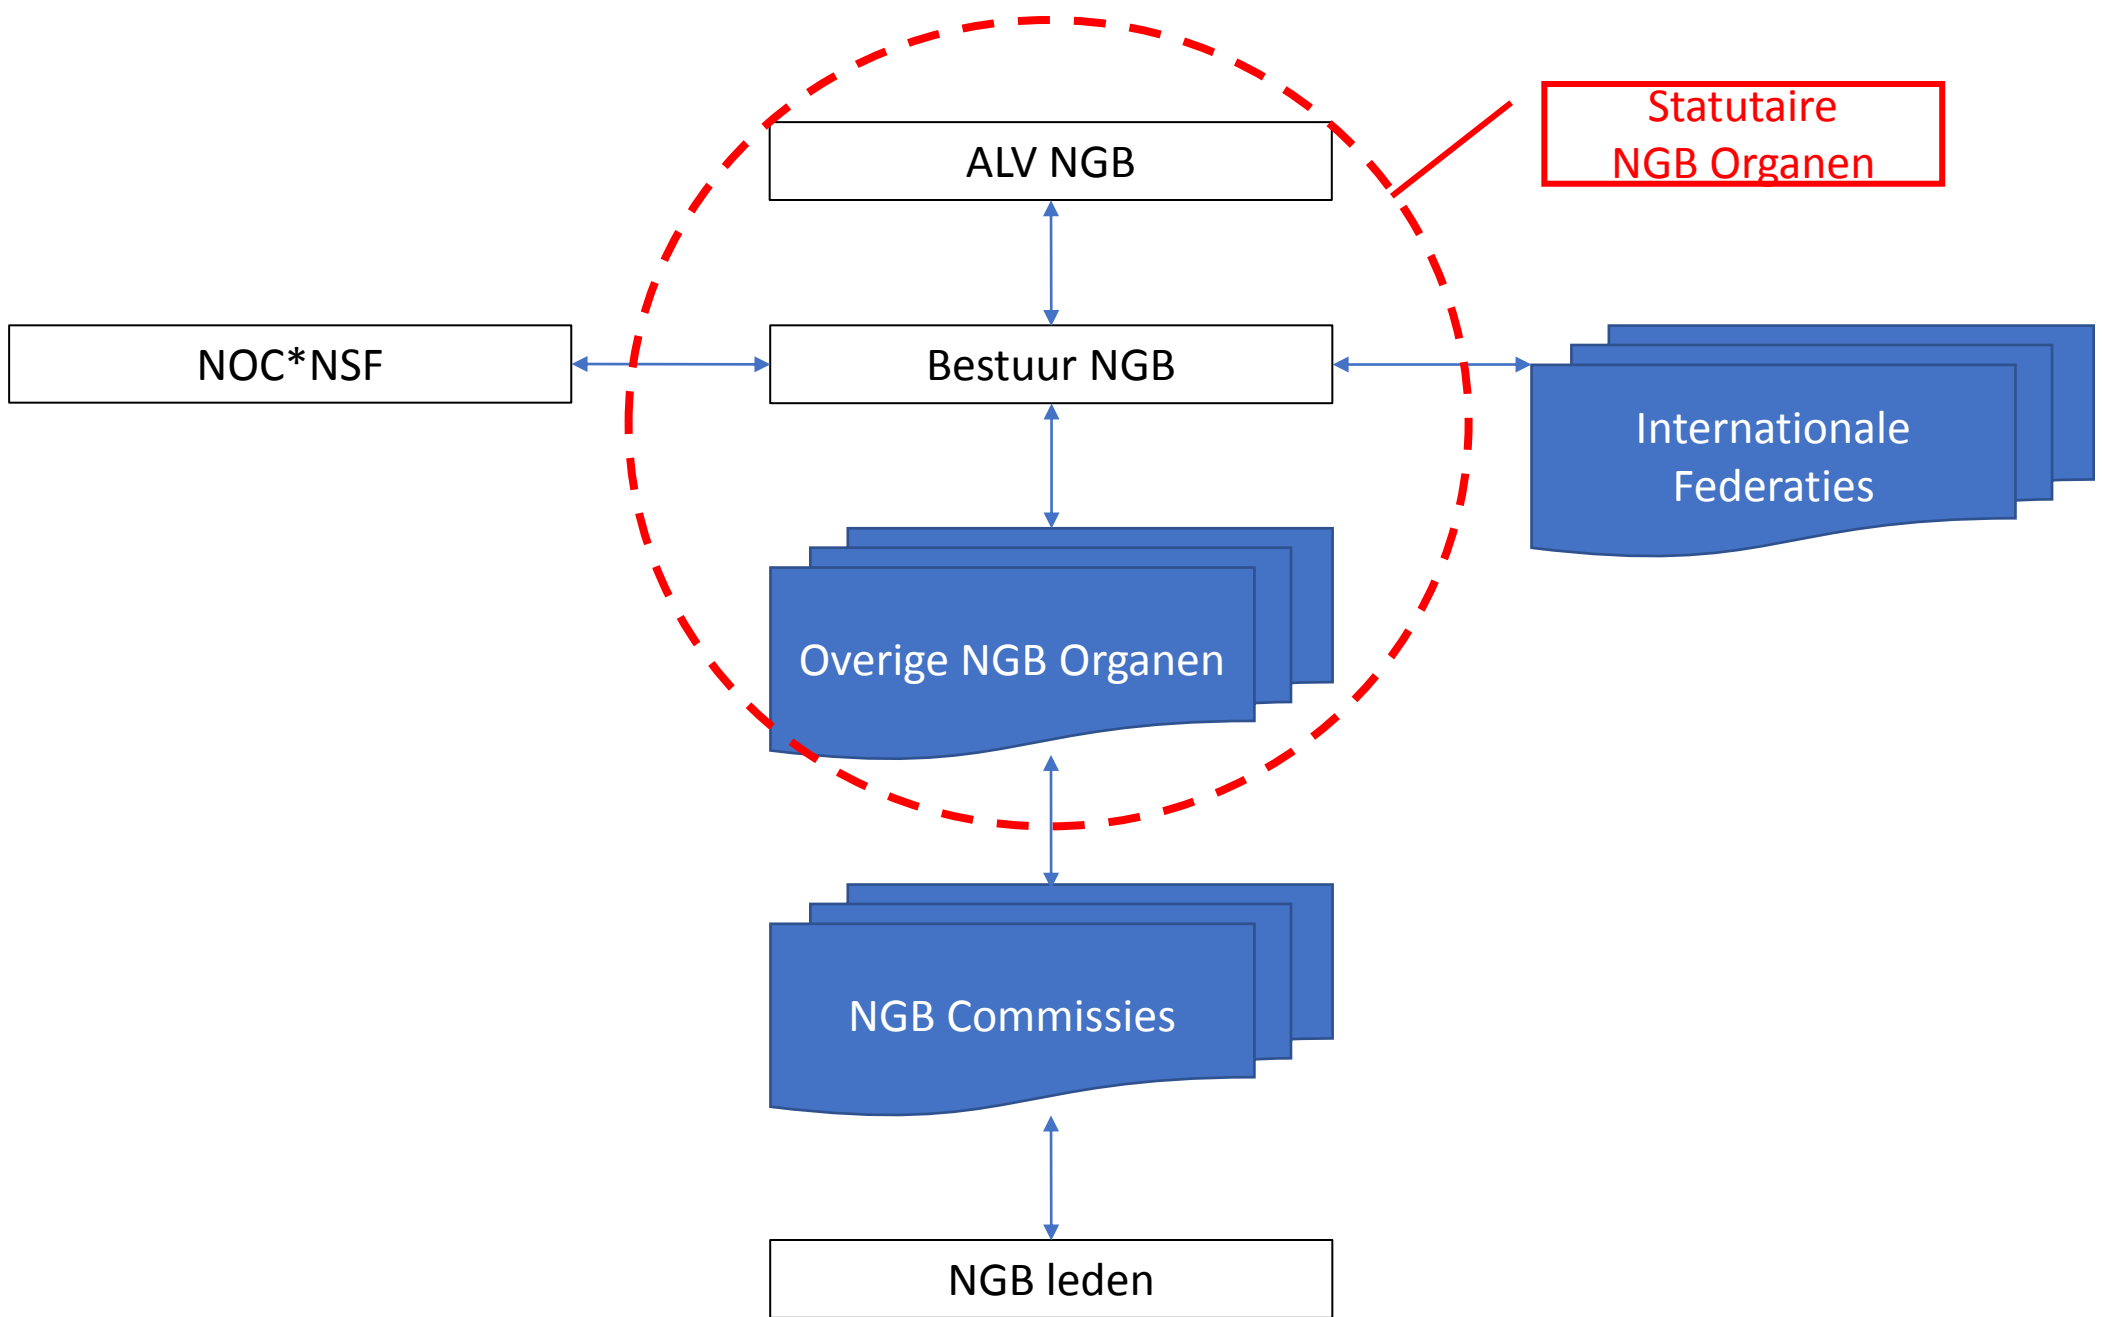 Statutaire
NGB Organen
ALV NGB
NOC*NSF
Bestuur NGB
Internationale
Federaties
Overige NGB Organen
NGB Commissies
NGB leden